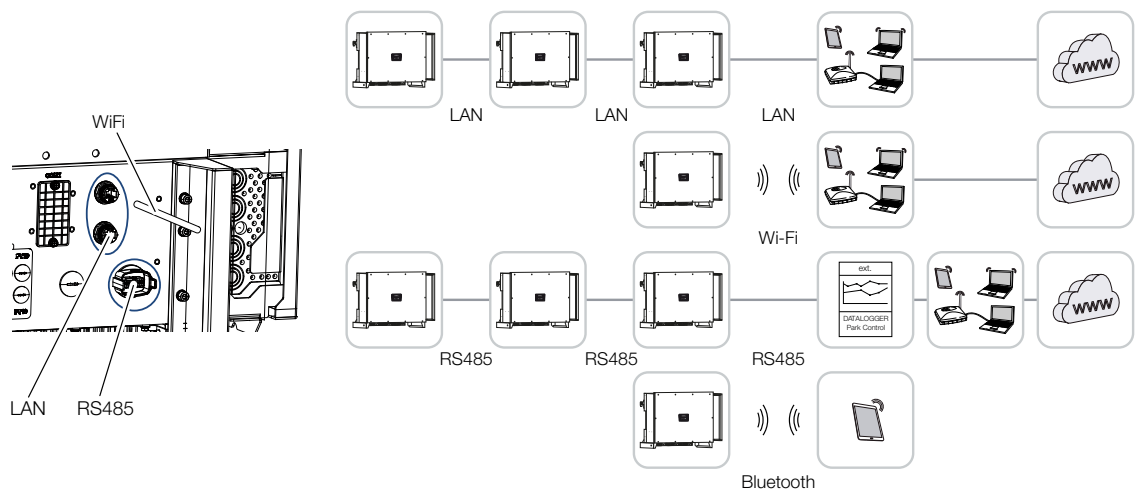 WiFi
LAN
RS485
LAN
LAN
LAN
WWW
Wi-Fi
WWW
ext.
DATALOGGER
Park Control
WWW
RS485
RS485
RS485
Bluetooth